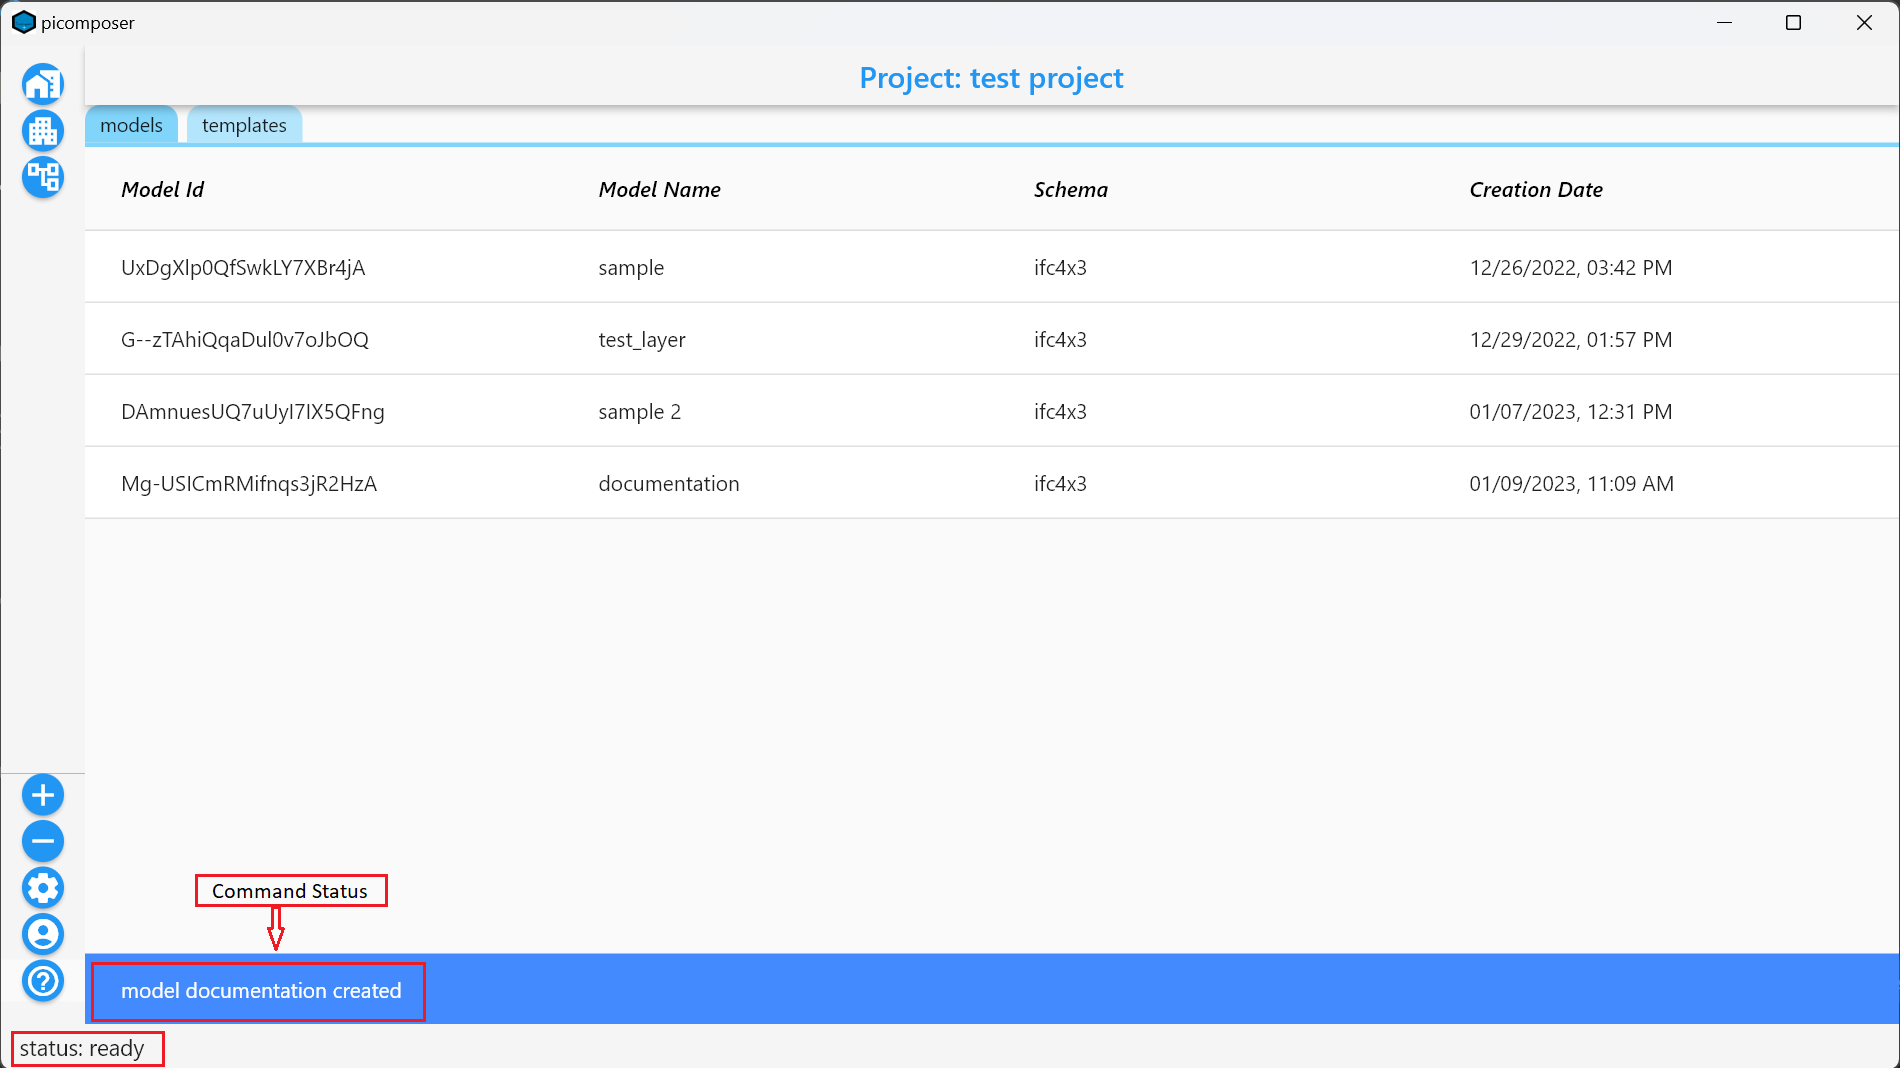 picomposer
Project: test project
models templates
Model Id Model Name Schema Creation Date
UxDgXlp0QfSwkLY7XBr4jA sample ifc4x3 12/26/2022, 03:42 PM
G--zTAhiQqaDul0v7oJbOQ test_layer ifc4x3 12/29/2022, 01:57 PM
DAmnuesUQ7uUyI7IX5QFng sample 2 ifc4x3 01/07/2023, 12:31 PM
Mg-USICmRMifnqs3jR2HzA documentation ifc4x3 01/09/2023, 11:09 AM
Command Status
model documentation created
status: ready